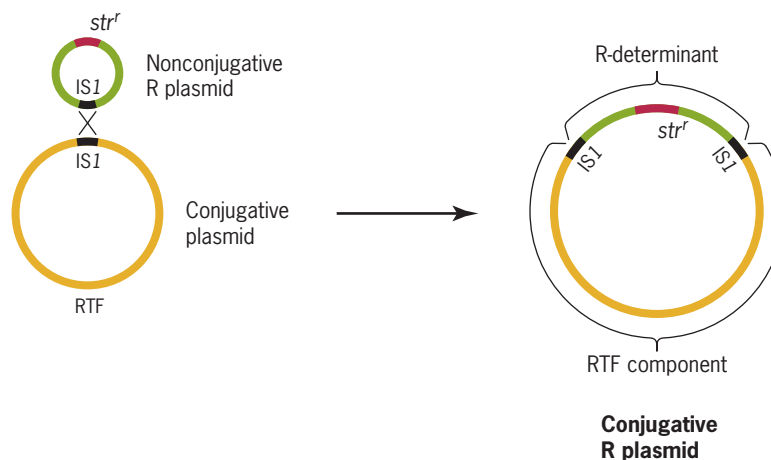 str^r
Nonconjugative
R plasmid
IS1
IS1
Conjugative
plasmid
RTF
R-determinant
str^r
IS1
IS1
RTF component
Conjugative
R plasmid